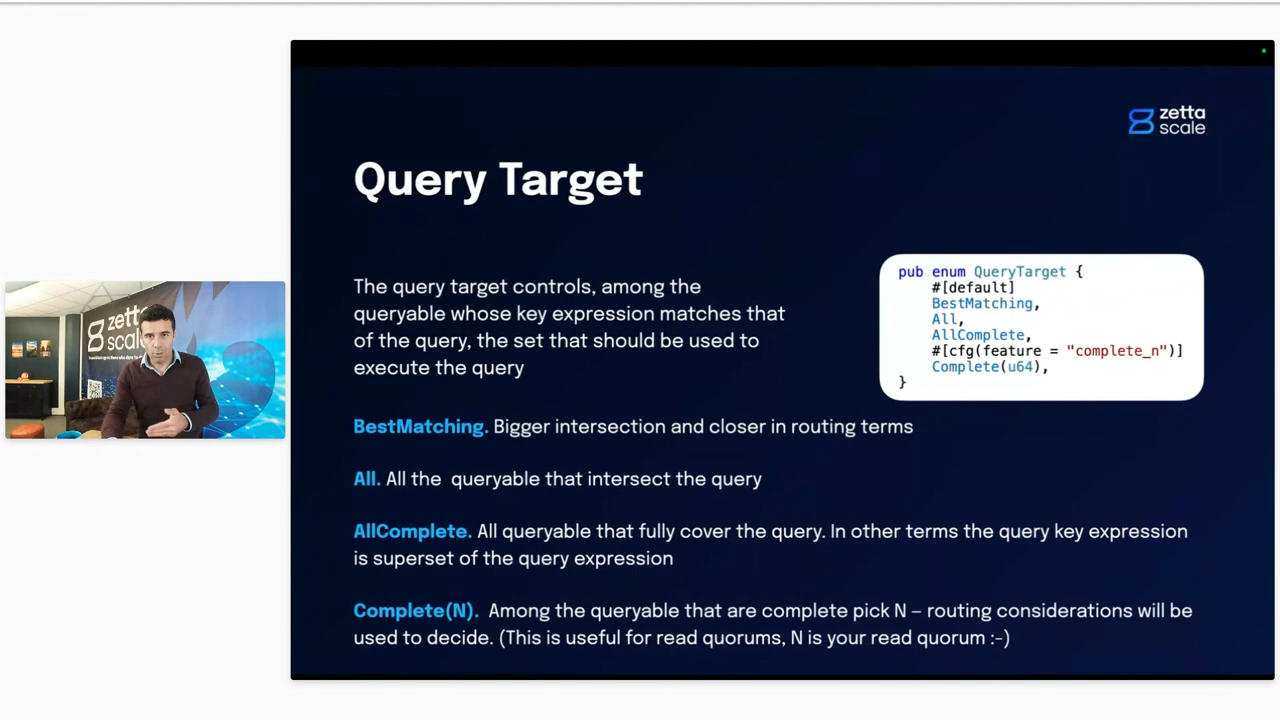 zetta
scale
Query Target
The query target controls, among the
queryable whose key expression matches that
of the query, the set that should be used to
execute the query
pub enum QueryTarget {
#[default]
BestMatching,
All,
AllComplete,
#[cfg(feature = "complete_n")]
Complete(u64),
}
BestMatching. Bigger intersection and closer in routing terms
All. All the queryable that intersect the query
AllComplete. All queryable that fully cover the query. In other terms the query key expression
is superset of the query expression
Complete(N). Among the queryable that are complete pick N – routing considerations will be
used to decide. (This is useful for read quorums, N is your read quorum :-)
zetta
scale